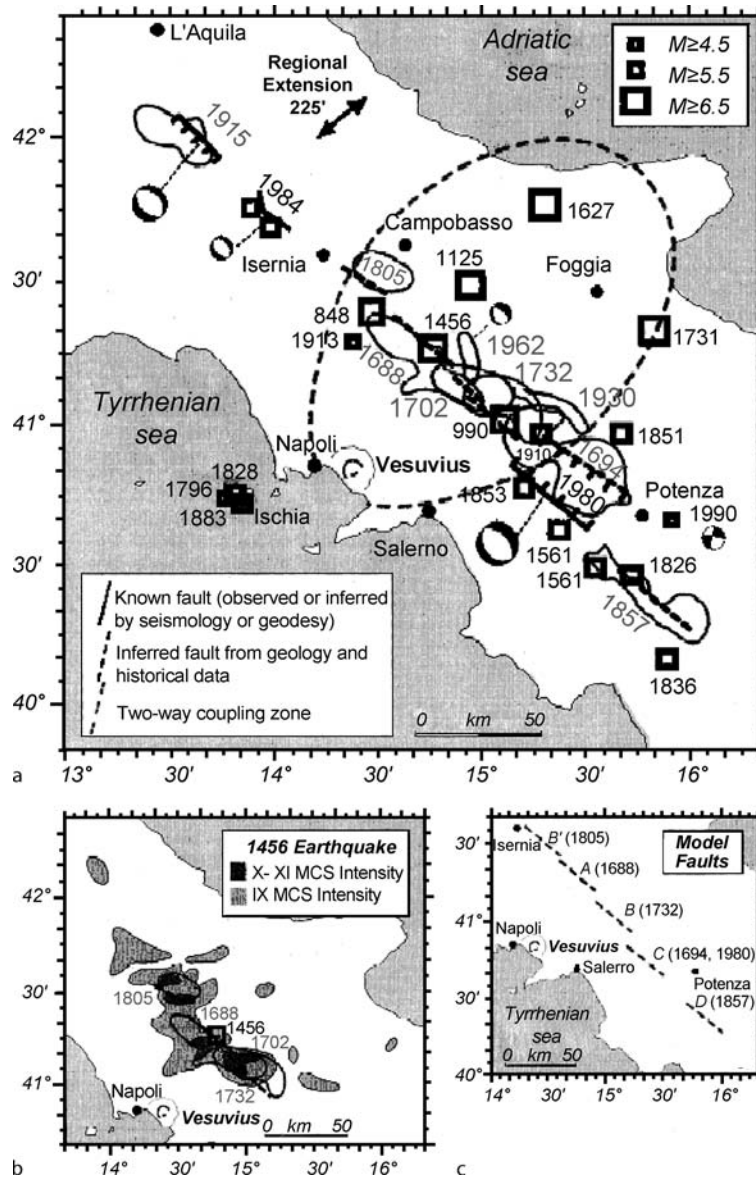 L'Aquila
Adriatic
sea
Regional
Extension
225'
M≥4.5
M≥5.5
M≥6.5
42°
1915
1984
Isernia
Campobasso
1627
1805
1125
Foggia
30'
848
1913
1456
1962
1731
1688
1732
1702
1930
Tyrrhenian
sea
41°
990
1910
1851
1694
Napoli
Vesuvius
1980
1828
1796
1883
Ischia
1853
Potenza
1990
Salerno
1561
30'
1561
1826
1857
Known fault (observed or inferred
by seismology or geodesy)
Inferred fault from geology and
historical data
Two-way coupling zone
1836
40°
0 km 50
a
13° 30' 14° 30' 15° 30' 16°
1456 Earthquake
X- XI MCS Intensity
IX MCS Intensity
42°
30'
1805
1688
1456
1702
41°
1732
Napoli
Vesuvius
0 km 50
b
14° 30' 15° 30' 16°
Model
Faults
Isernia
B' (1805)
30'
A (1688)
41°
B (1732)
Napoli
Vesuvius
Salerro
C (1694, 1980)
Potenza
30'
D (1857)
Tyrrhenian
sea
0 km 50
40°
14° 30' 15° 30' 16°
c